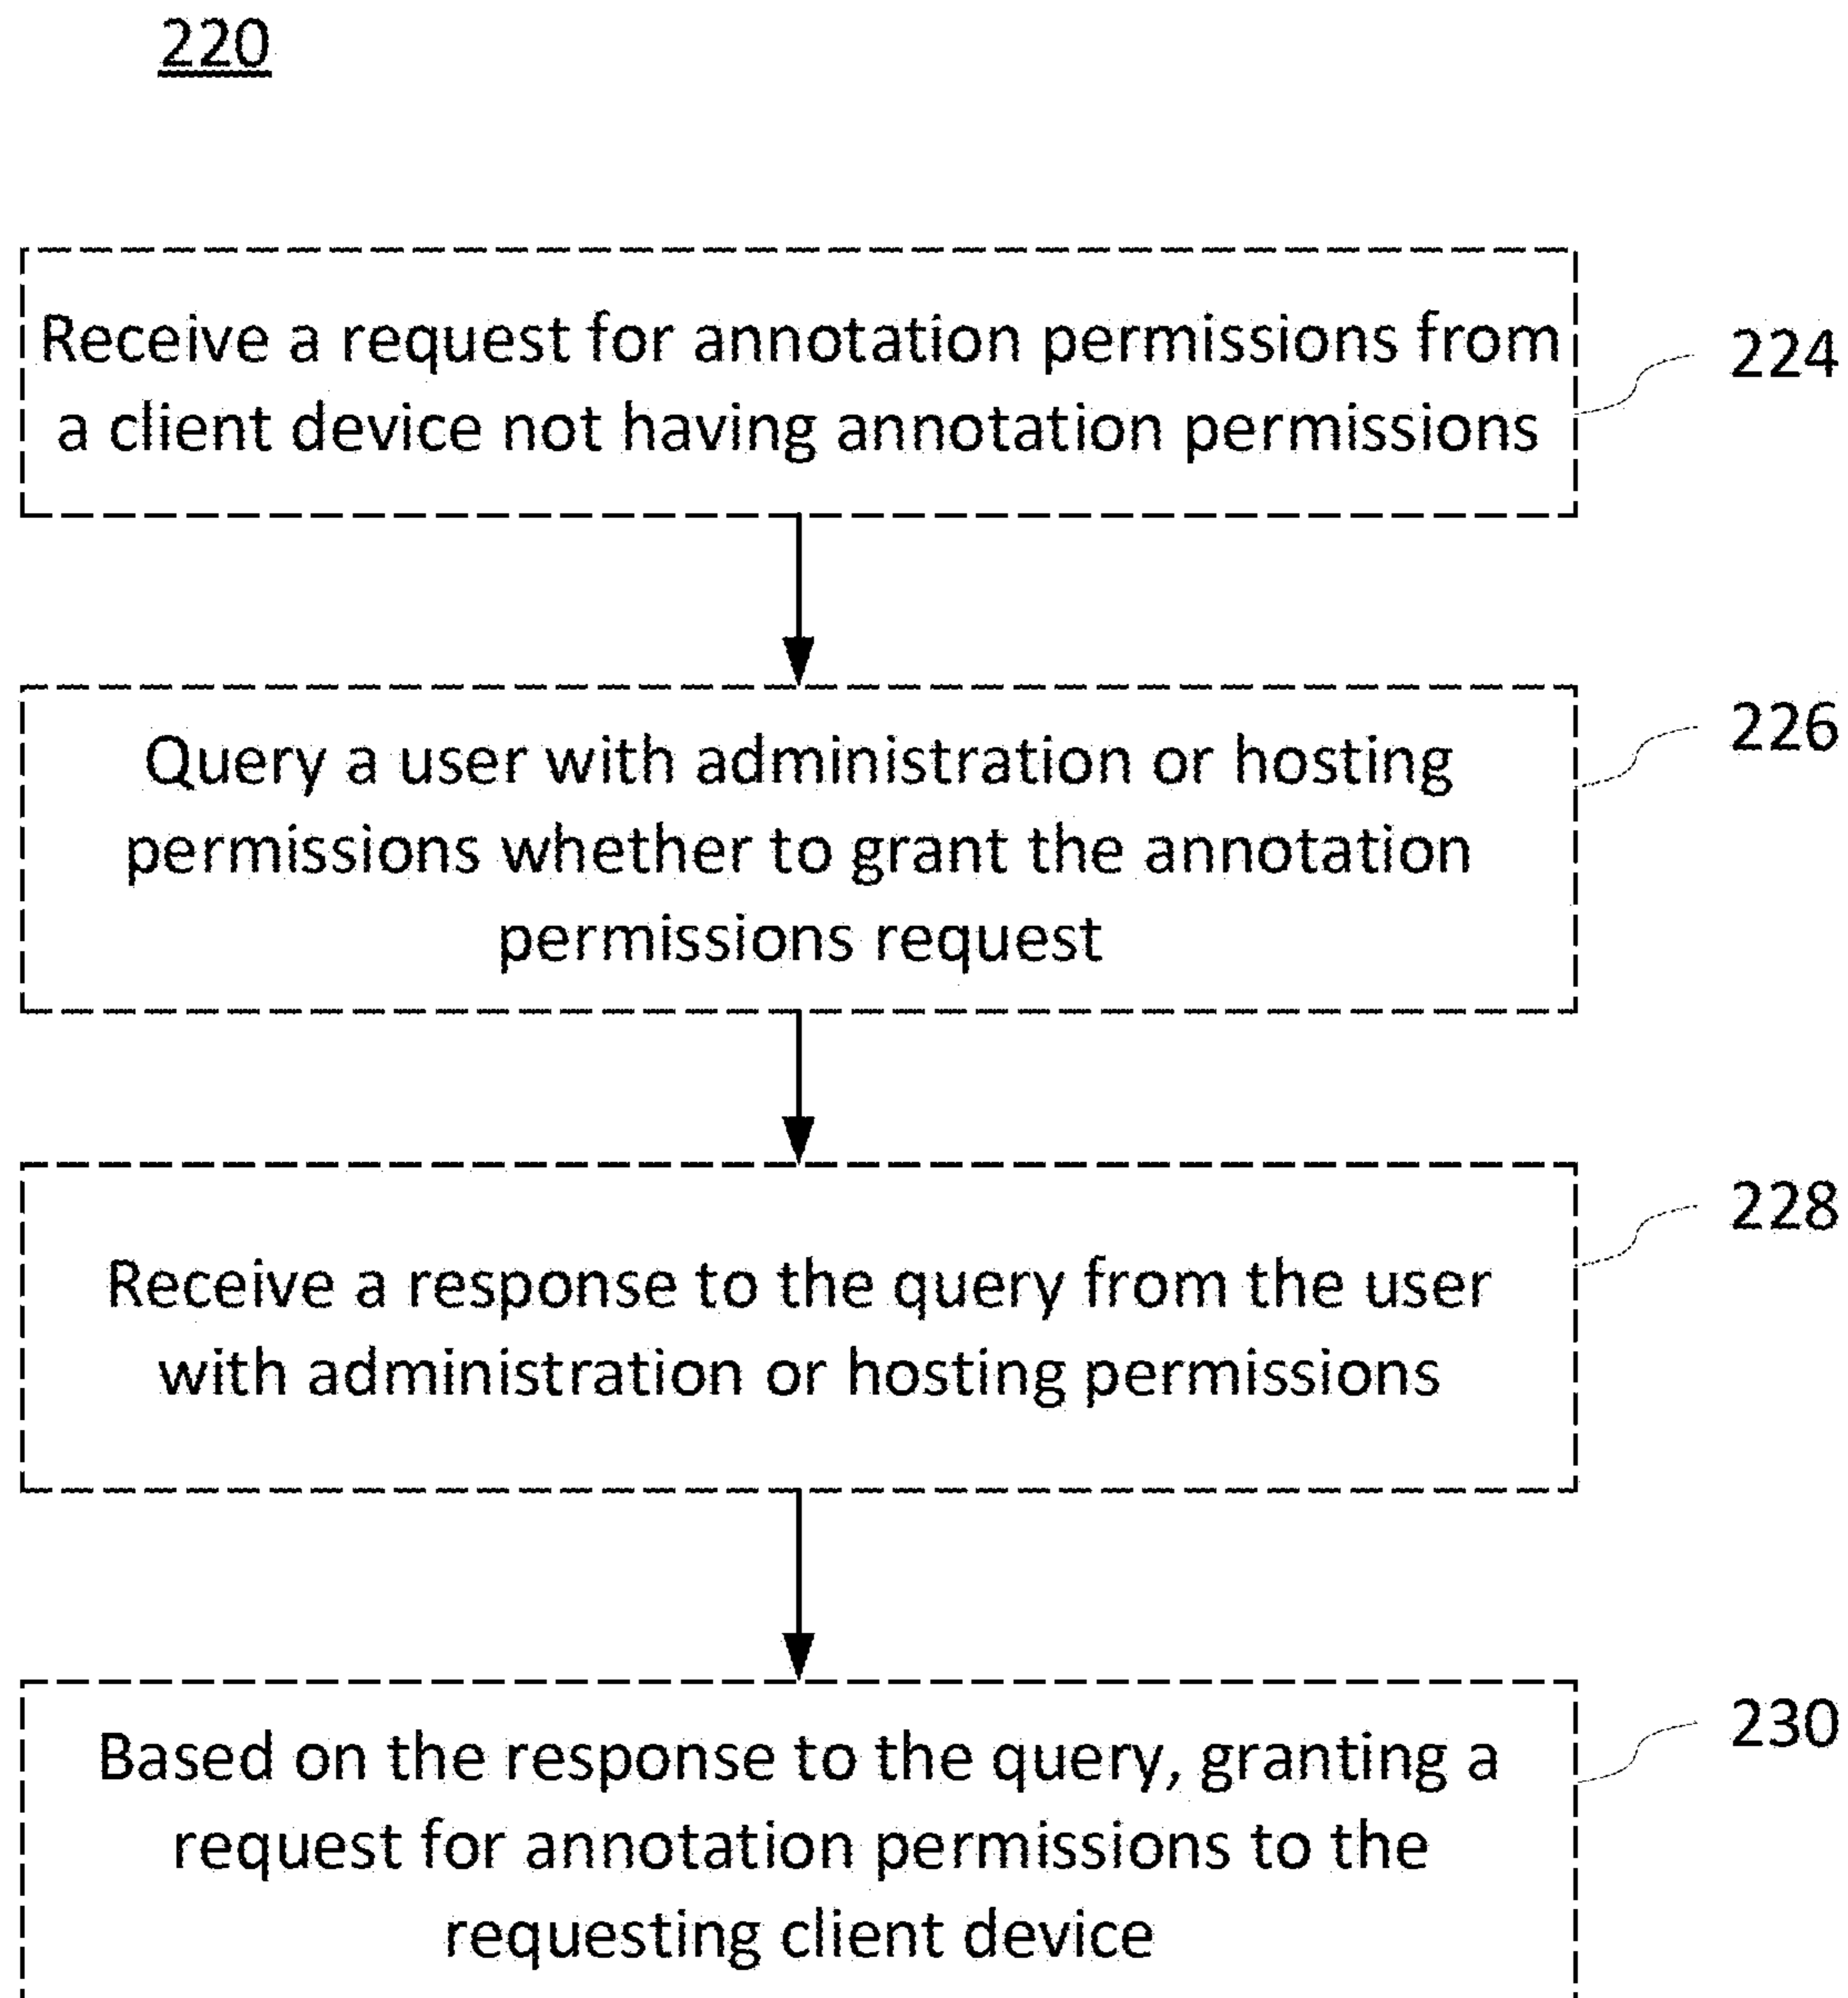 220
Receive a request for annotation permissions from
a client device not having annotation permissions
224
Query a user with administration or hosting
permissions whether to grant the annotation
permissions request
226
Receive a response to the query from the user
with administration or hosting permissions
228
Based on the response to the query, granting a
request for annotation permissions to the
requesting client device
230